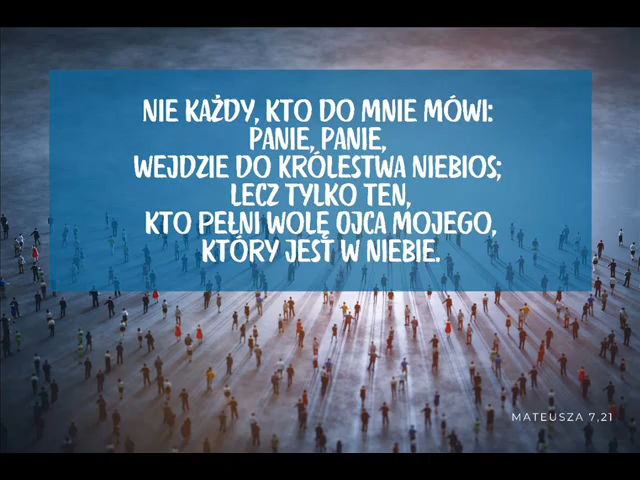 NIE KAŻDY, KTO DO MNIE MÓWI:
PANIE, PANIE,
WEJDZIE DO KRÓLESTWA NIEBIOS;
LECZ TYLKO TEN,
KTO PEŁNI WOLĘ OJCA MOJEGO,
KTÓRY JEST W NIEBIE.
MATEUSZA 7,21